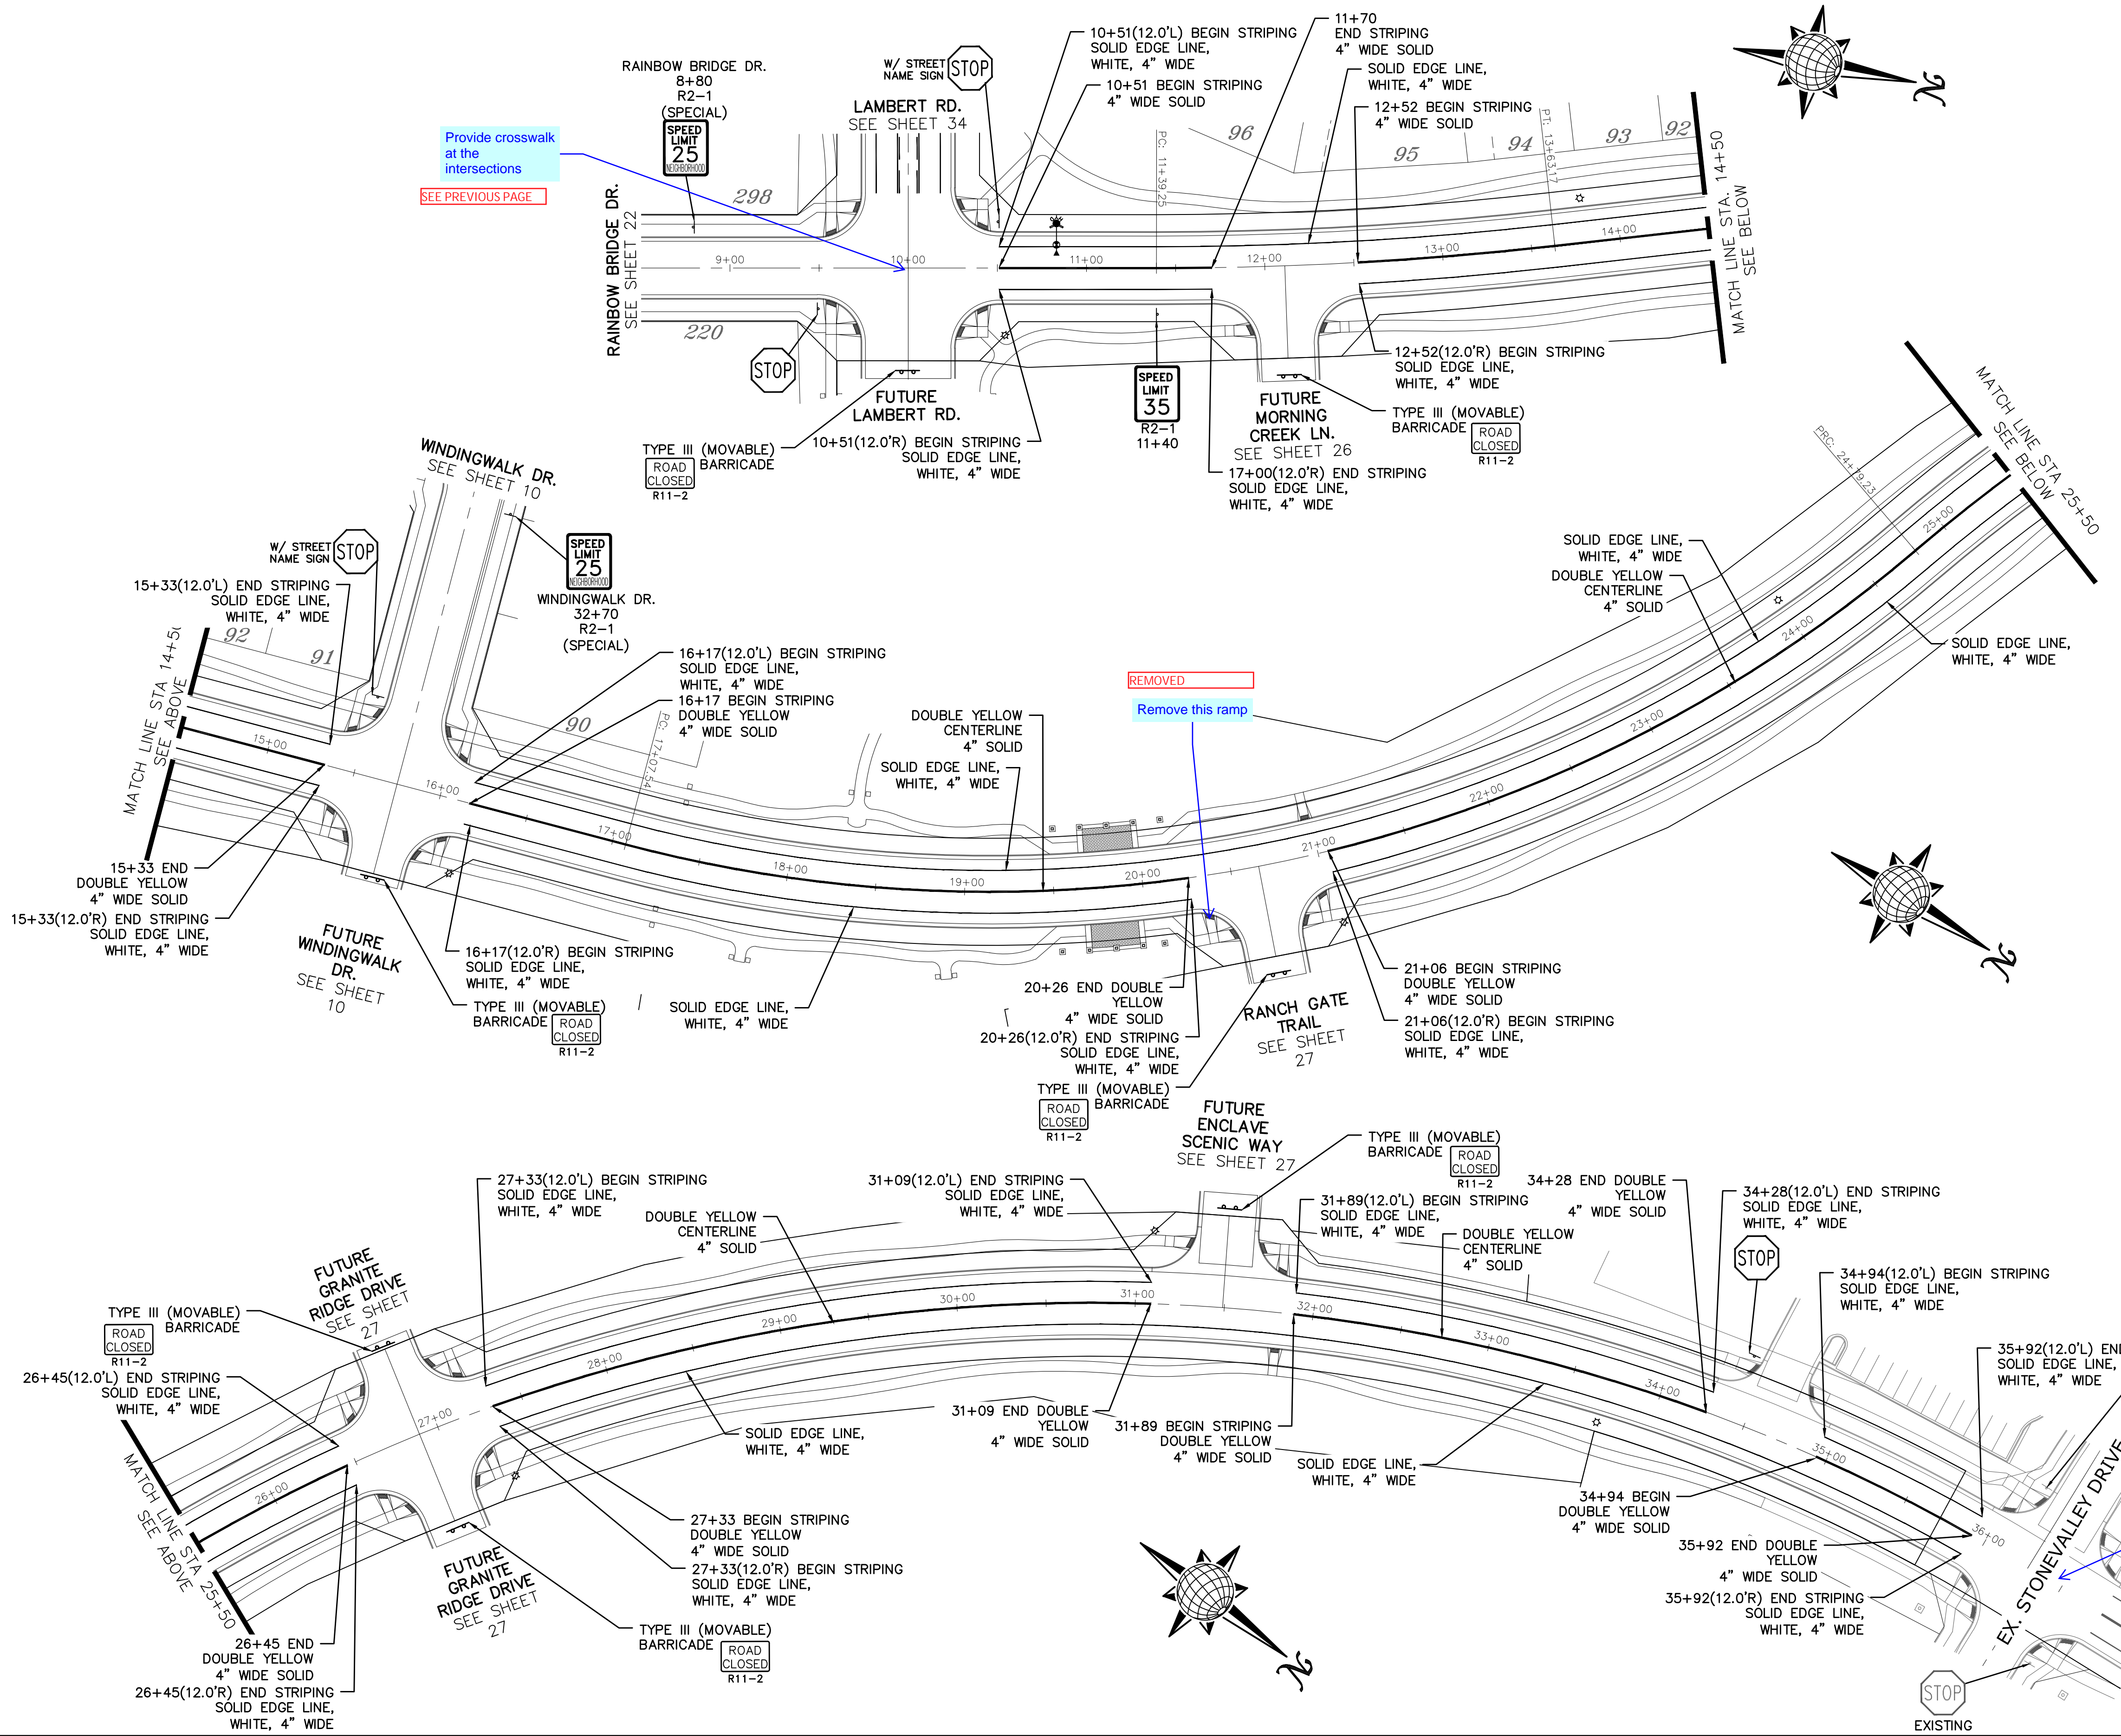 RAINBOW BRIDGE DR.
8+80
R2-1
(SPECIAL)
SPEED
LIMIT
25
NEIGHBORHOOD
W/ STREET
NAME SIGN
STOP
LAMBERT RD.
SEE SHEET 34
10+51(12.0'L) BEGIN STRIPING
SOLID EDGE LINE,
WHITE, 4" WIDE
10+51 BEGIN STRIPING
4" WIDE SOLID
11+70
END STRIPING
4" WIDE SOLID
SOLID EDGE LINE,
WHITE, 4" WIDE
12+52 BEGIN STRIPING
4" WIDE SOLID
N
Provide crosswalk
at the
intersections
SEE PREVIOUS PAGE
298
220
96
95
94
93
92
PC: 11+39.25
PT: 13+63.17
RAINBOW BRIDGE DR.
SEE SHEET 22
9+00
10+00
11+00
12+00
13+00
14+00
MATCH LINE STA. 14+50
SEE BELOW
STOP
FUTURE
LAMBERT RD.
TYPE III (MOVABLE)
BARRICADE
ROAD
CLOSED
R11-2
10+51(12.0'R) BEGIN STRIPING
SOLID EDGE LINE,
WHITE, 4" WIDE
SPEED
LIMIT
35
R2-1
11+40
FUTURE
MORNING
CREEK LN.
SEE SHEET 26
12+52(12.0'R) BEGIN STRIPING
SOLID EDGE LINE,
WHITE, 4" WIDE
TYPE III (MOVABLE)
BARRICADE
ROAD
CLOSED
R11-2
17+00(12.0'R) END STRIPING
SOLID EDGE LINE,
WHITE, 4" WIDE
WINDINGWALK DR.
SEE SHEET 10
W/ STREET
NAME SIGN
STOP
SPEED
LIMIT
25
NEIGHBORHOOD
WINDINGWALK DR.
32+70
R2-1
(SPECIAL)
15+33(12.0'L) END STRIPING
SOLID EDGE LINE,
WHITE, 4" WIDE
MATCH LINE STA 14+50
SEE ABOVE
92
91
90
16+17(12.0'L) BEGIN STRIPING
SOLID EDGE LINE,
WHITE, 4" WIDE
16+17 BEGIN STRIPING
DOUBLE YELLOW
4" WIDE SOLID
PC: 17+07.54
DOUBLE YELLOW
CENTERLINE
4" SOLID
SOLID EDGE LINE,
WHITE, 4" WIDE
REMOVED
Remove this ramp
SOLID EDGE LINE,
WHITE, 4" WIDE
DOUBLE YELLOW
CENTERLINE
4" SOLID
PRC: 24+79.23
MATCH LINE STA 25+50
SEE BELOW
SOLID EDGE LINE,
WHITE, 4" WIDE
15+00
16+00
17+00
18+00
19+00
20+00
21+00
22+00
23+00
24+00
25+00
15+33 END
DOUBLE YELLOW
4" WIDE SOLID
15+33(12.0'R) END STRIPING
SOLID EDGE LINE,
WHITE, 4" WIDE
FUTURE
WINDINGWALK
DR.
SEE SHEET
10
16+17(12.0'R) BEGIN STRIPING
SOLID EDGE LINE,
WHITE, 4" WIDE
TYPE III (MOVABLE)
BARRICADE
ROAD
CLOSED
R11-2
SOLID EDGE LINE,
WHITE, 4" WIDE
20+26 END DOUBLE
YELLOW
4" WIDE SOLID
20+26(12.0'R) END STRIPING
SOLID EDGE LINE,
WHITE, 4" WIDE
TYPE III (MOVABLE)
BARRICADE
ROAD
CLOSED
R11-2
RANCH GATE
TRAIL
SEE SHEET
27
21+06 BEGIN STRIPING
DOUBLE YELLOW
4" WIDE SOLID
21+06(12.0'R) BEGIN STRIPING
SOLID EDGE LINE,
WHITE, 4" WIDE
N
FUTURE
ENCLAVE
SCENIC WAY
SEE SHEET 27
TYPE III (MOVABLE)
BARRICADE
ROAD
CLOSED
R11-2
27+33(12.0'L) BEGIN STRIPING
SOLID EDGE LINE,
WHITE, 4" WIDE
DOUBLE YELLOW
CENTERLINE
4" SOLID
31+09(12.0'L) END STRIPING
SOLID EDGE LINE,
WHITE, 4" WIDE
31+89(12.0'L) BEGIN STRIPING
SOLID EDGE LINE,
WHITE, 4" WIDE
DOUBLE YELLOW
CENTERLINE
4" SOLID
34+28 END DOUBLE
YELLOW
4" WIDE SOLID
34+28(12.0'L) END STRIPING
SOLID EDGE LINE,
WHITE, 4" WIDE
STOP
34+94(12.0'L) BEGIN STRIPING
SOLID EDGE LINE,
WHITE, 4" WIDE
35+92(12.0'L) END
SOLID EDGE LINE,
WHITE, 4" WIDE
FUTURE
GRANITE
RIDGE DRIVE
SEE SHEET
27
TYPE III (MOVABLE)
BARRICADE
ROAD
CLOSED
R11-2
26+45(12.0'L) END STRIPING
SOLID EDGE LINE,
WHITE, 4" WIDE
MATCH LINE STA 25+50
SEE ABOVE
26+00
27+00
28+00
29+00
30+00
31+00
32+00
33+00
34+00
35+00
36+00
SOLID EDGE LINE,
WHITE, 4" WIDE
31+09 END DOUBLE
YELLOW
4" WIDE SOLID
31+89 BEGIN STRIPING
DOUBLE YELLOW
4" WIDE SOLID
SOLID EDGE LINE,
WHITE, 4" WIDE
34+94 BEGIN
DOUBLE YELLOW
4" WIDE SOLID
35+92 END DOUBLE
YELLOW
4" WIDE SOLID
35+92(12.0'R) END STRIPING
SOLID EDGE LINE,
WHITE, 4" WIDE
EX. STONEVALLEY DRIVE
STOP
EXISTING
27+33 BEGIN STRIPING
DOUBLE YELLOW
4" WIDE SOLID
27+33(12.0'R) BEGIN STRIPING
SOLID EDGE LINE,
WHITE, 4" WIDE
FUTURE
GRANITE
RIDGE DRIVE
SEE SHEET
27
TYPE III (MOVABLE)
BARRICADE
ROAD
CLOSED
R11-2
26+45 END
DOUBLE YELLOW
4" WIDE SOLID
26+45(12.0'R) END STRIPING
SOLID EDGE LINE,
WHITE, 4" WIDE
N